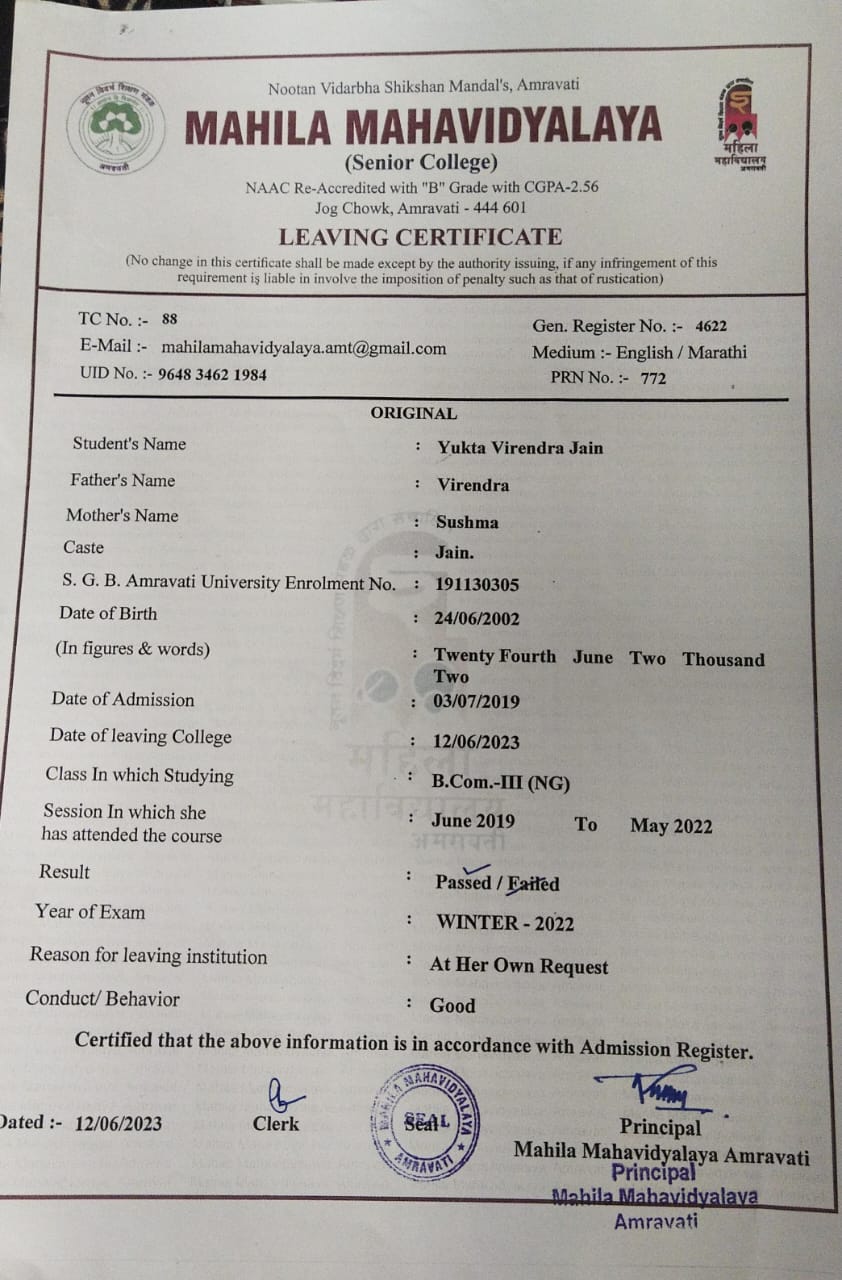 Nootan Vidarbha Shikshan Mandal's, Amravati
MAHILA MAHAVIDYALAYA
(Senior College)
महिला
महाविद्यालय
अमरावती
NAAC Re-Accredited with "B" Grade with CGPA-2.56
Jog Chowk, Amravati - 444 601
LEAVING CERTIFICATE
(No change in this certificate shall be made except by the authority issuing, if any infringement of this
requirement is liable in involve the imposition of penalty such as that of rustication)
TC No. :- 88
Gen. Register No. :- 4622
E-Mail :- mahilamahavidyalaya.amt@gmail.com
Medium :- English / Marathi
UID No. :- 9648 3462 1984
PRN No. :- 772
ORIGINAL
Student's Name : Yukta Virendra Jain
Father's Name : Virendra
Mother's Name : Sushma
Caste : Jain.
S. G. B. Amravati University Enrolment No. : 191130305
Date of Birth : 24/06/2002
(In figures & words) : Twenty Fourth June Two Thousand
Two
Date of Admission : 03/07/2019
Date of leaving College : 12/06/2023
Class In which Studying : B.Com.-III (NG)
Session In which she
has attended the course : June 2019 To May 2022
Result : Passed / Failed
Year of Exam : WINTER - 2022
Reason for leaving institution : At Her Own Request
Conduct/ Behavior : Good
Certified that the above information is in accordance with Admission Register.
Dated :- 12/06/2023
Clerk
MAHILA MAHAVIDYALAYA
SEAL
Seal
AMRAVATI
Principal
Mahila Mahavidyalaya Amravati
Principal
Mahila Mahavidyalaya
Amravati